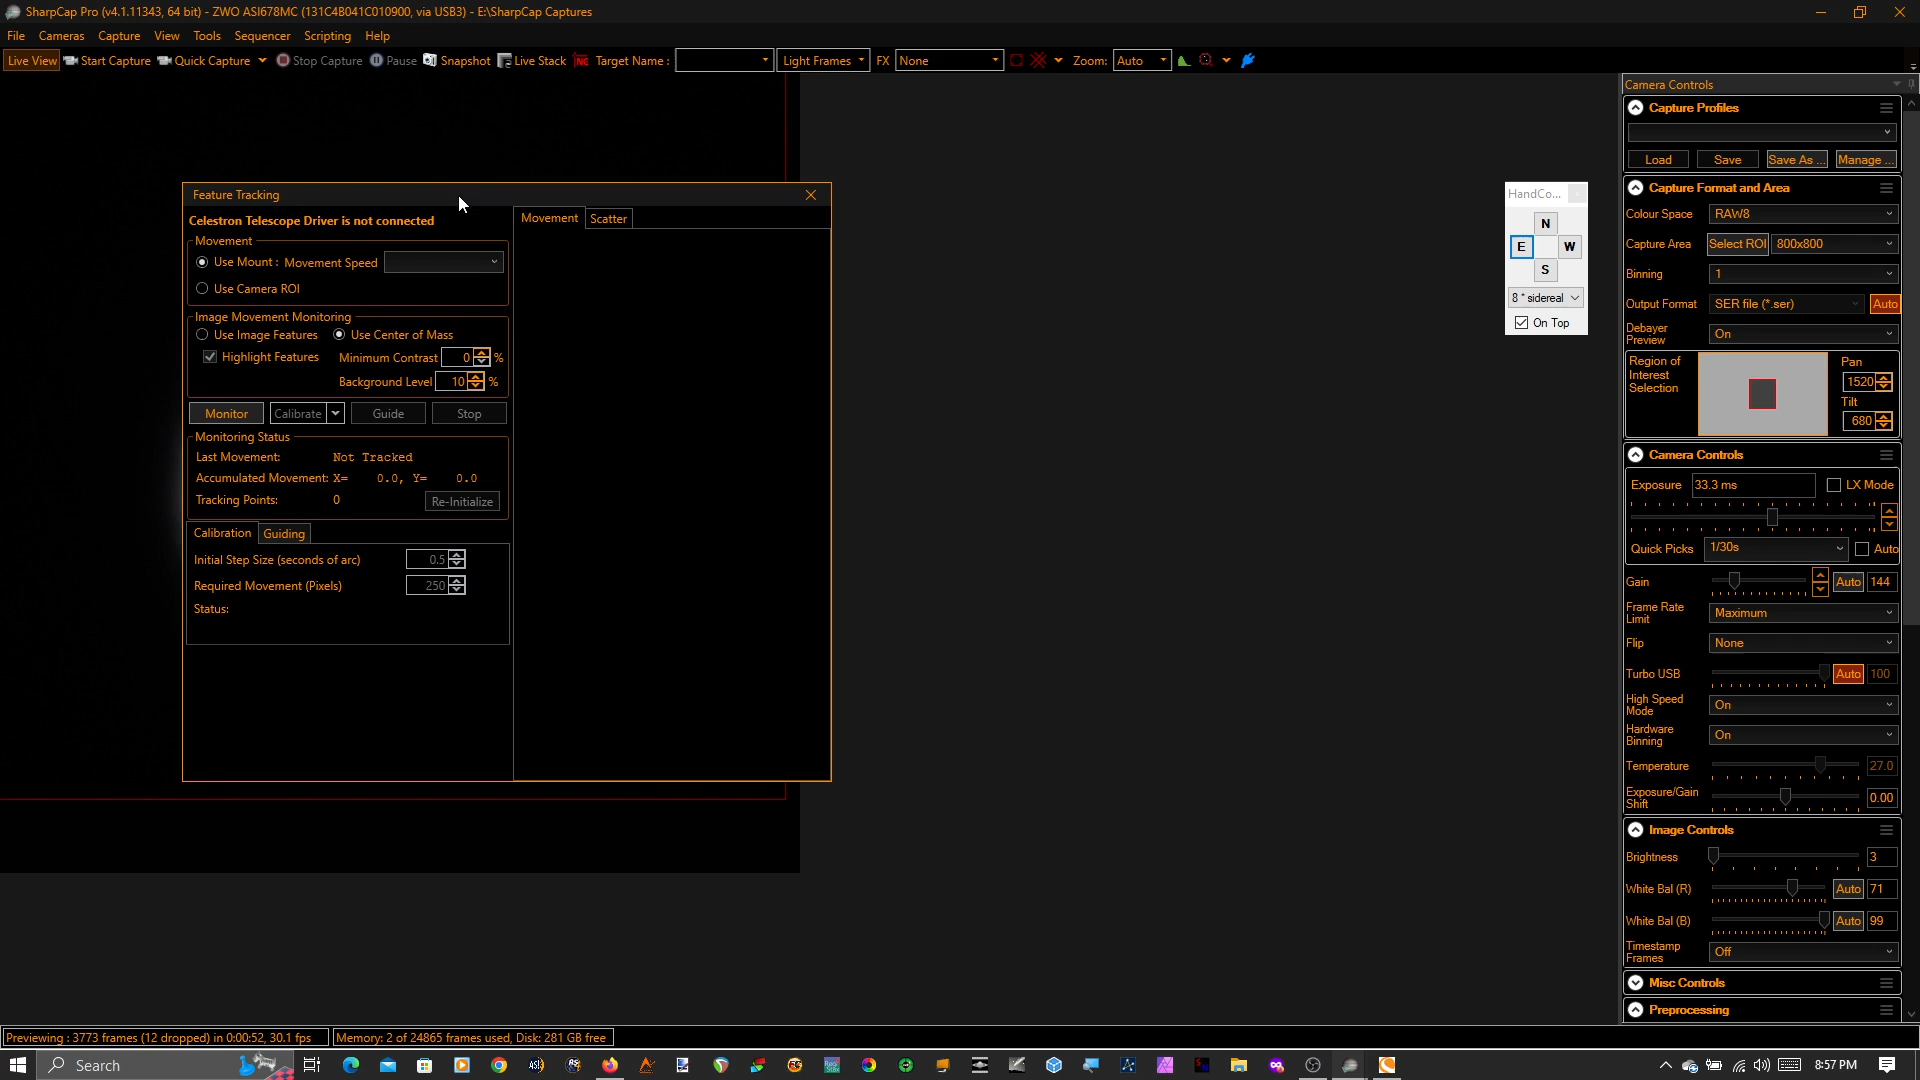 SharpCap Pro (v4.1.11343, 64 bit) - ZWO ASI678MC (131C4B041C010900, via USB3) - E:\SharpCap Captures
File Cameras Capture View Tools Sequencer Scripting Help
Live View Start Capture Quick Capture Stop Capture Pause Snapshot Live Stack Target Name : Light Frames FX None Zoom: Auto
Feature Tracking
Celestron Telescope Driver is not connected
Movement
Use Mount : Movement Speed
Use Camera ROI
Image Movement Monitoring
Use Image Features Use Center of Mass
Highlight Features Minimum Contrast 0 %
Background Level 10 %
Monitor Calibrate Guide Stop
Monitoring Status
Last Movement: Not Tracked
Accumulated Movement: X= 0.0, Y= 0.0
Tracking Points: 0 Re-Initialize
Calibration Guiding
Initial Step Size (seconds of arc) 0.5
Required Movement (Pixels) 250
Status:
Movement Scatter
HandCo...
N
E W
S
8 * sidereal
On Top
Camera Controls
Capture Profiles
Load Save Save As ... Manage ...
Capture Format and Area
Colour Space RAW8
Capture Area Select ROI 800x800
Binning 1
Output Format SER file (*.ser) Auto
Debayer
Preview On
Region of
Interest
Selection
Pan
1520
Tilt
680
Camera Controls
Exposure 33.3 ms LX Mode
Quick Picks 1/30s Auto
Gain Auto 144
Frame Rate
Limit Maximum
Flip None
Turbo USB Auto 100
High Speed
Mode On
Hardware
Binning On
Temperature 27.0
Exposure/Gain
Shift 0.00
Image Controls
Brightness 3
White Bal (R) Auto 71
White Bal (B) Auto 99
Timestamp
Frames Off
Misc Controls
Preprocessing
Previewing : 3773 frames (12 dropped) in 0:00:52, 30.1 fps Memory: 2 of 24865 frames used, Disk: 281 GB free
Search 8:57 PM